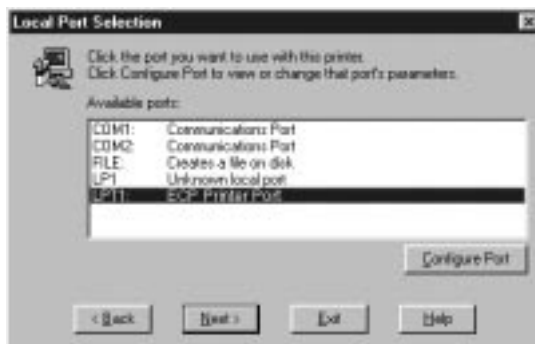 Local Port Selection
Click the port you want to use with this printer.
Click Configure Port to view or change that port's parameters.
Available ports:
COM1: Communications Port
COM2: Communications Port
FILE: Creates a file on disk
LP1 Unknown local port
LPT1: ECP Printer Port
Configure Port
< Back
Next >
Exit
Help